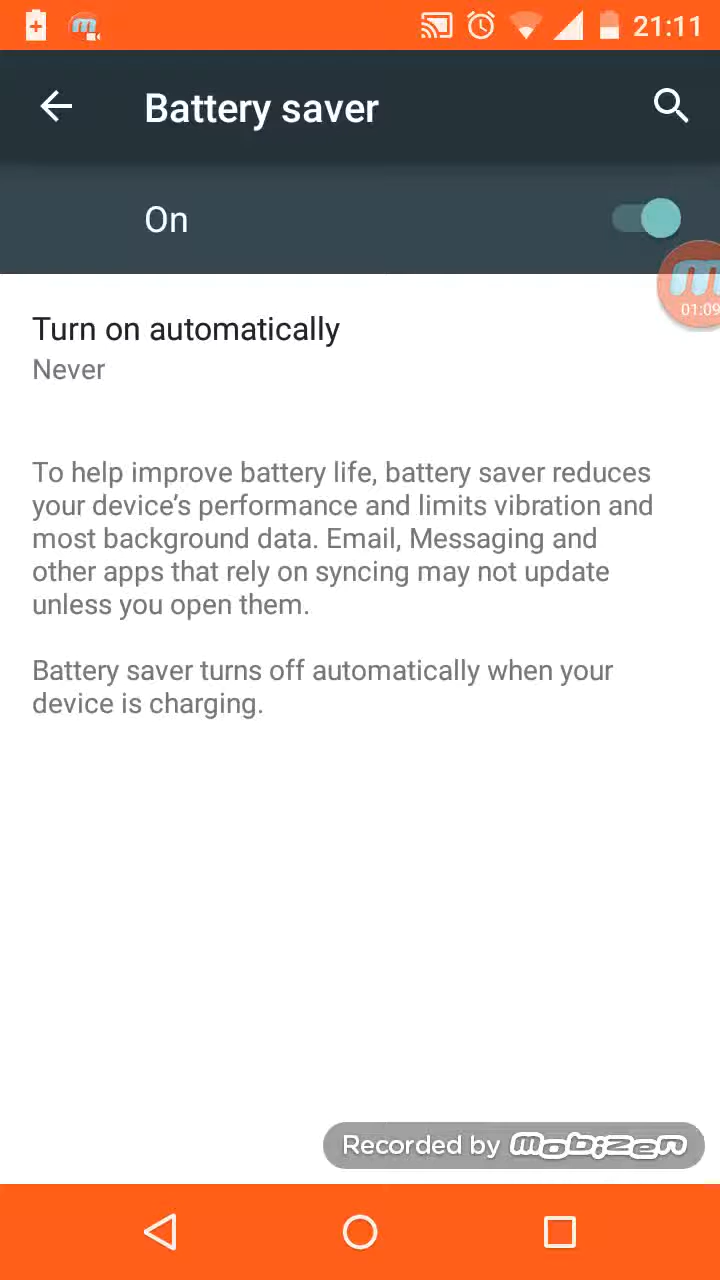 21:11
Battery saver
On
01:09
Turn on automatically
Never
To help improve battery life, battery saver reduces
your device’s performance and limits vibration and
most background data. Email, Messaging and
other apps that rely on syncing may not update
unless you open them.
Battery saver turns off automatically when your
device is charging.
Recorded by mobizen